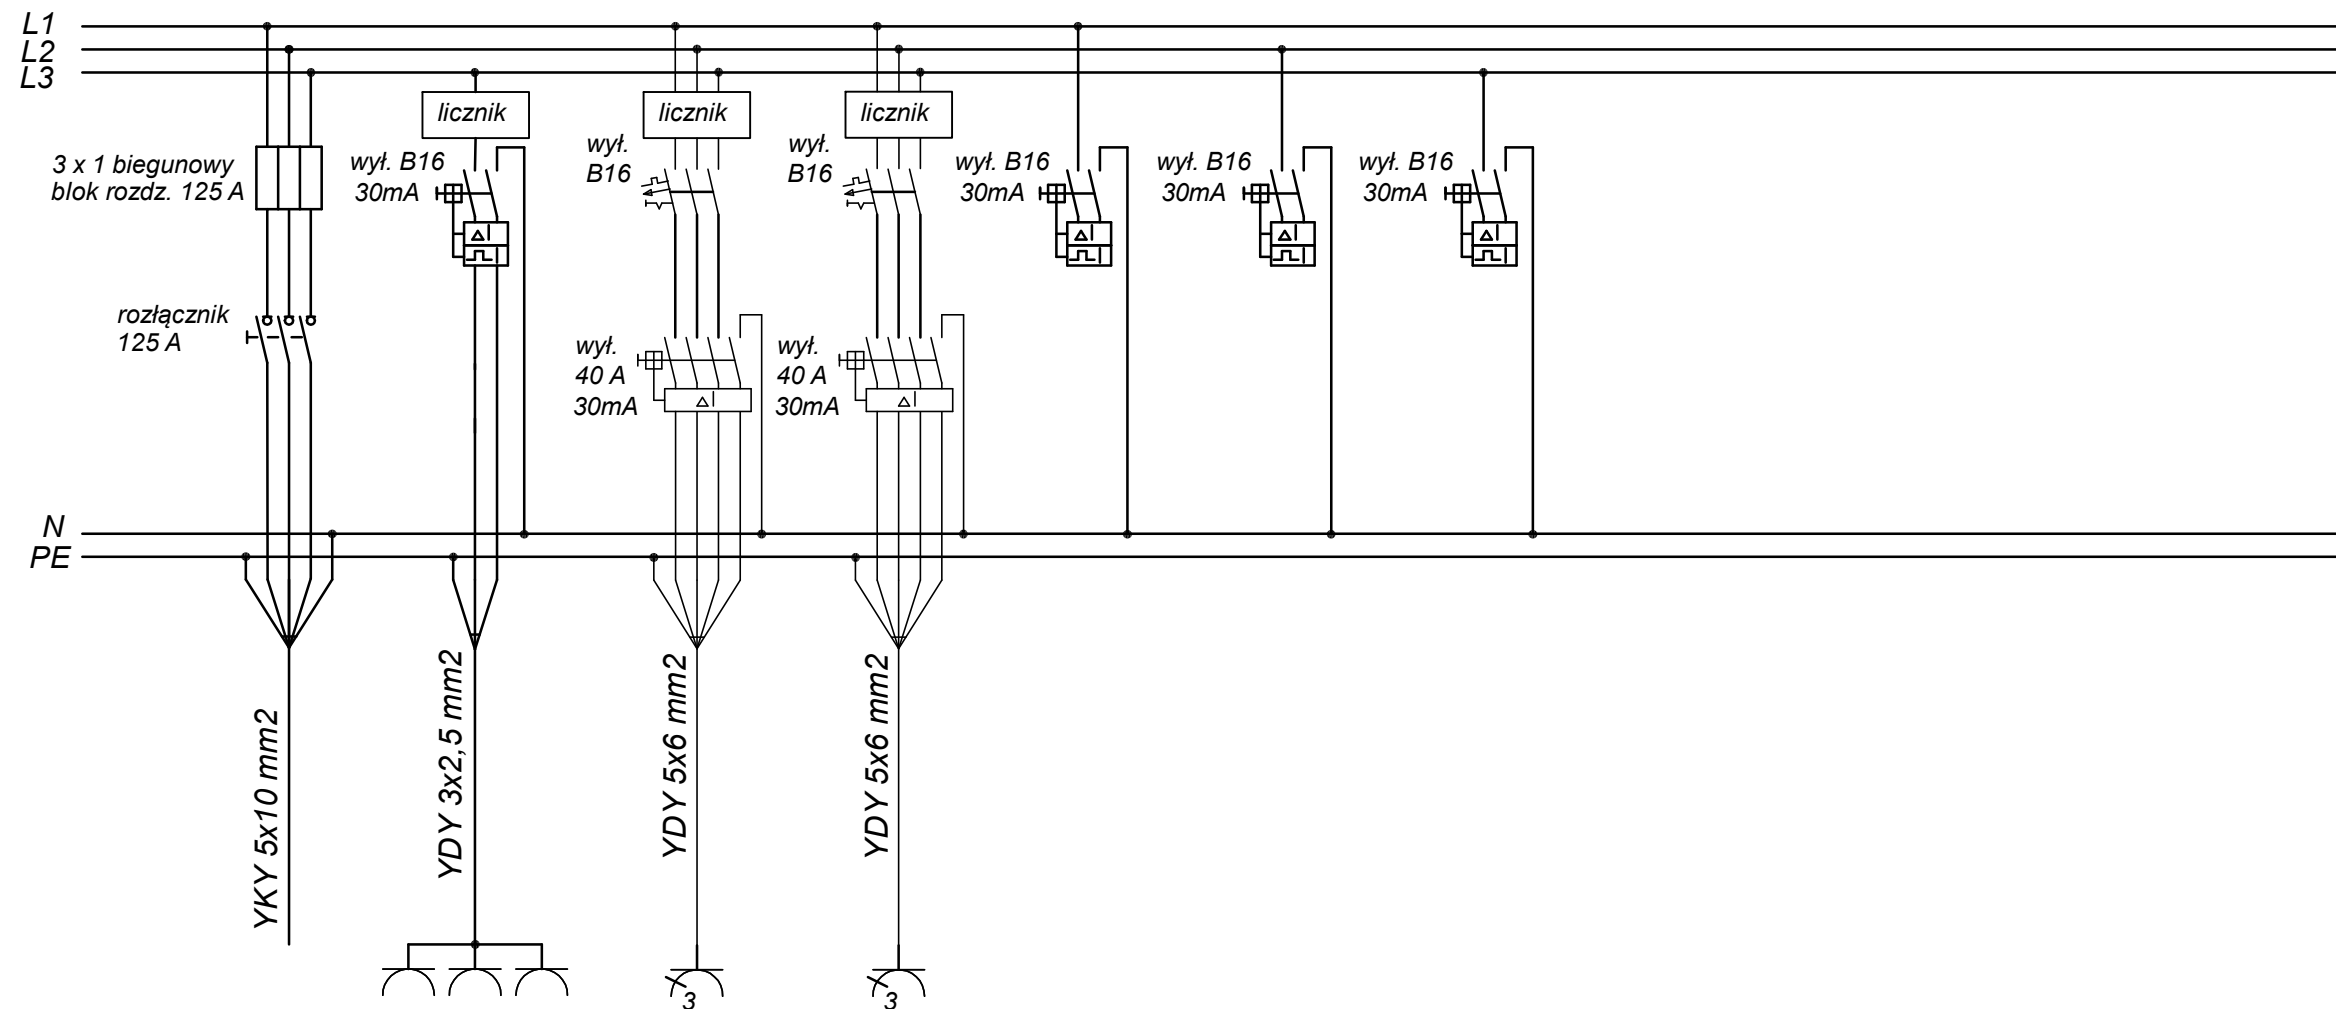 L1
L2
L3
licznik
licznik
licznik
3 x 1 biegunowy
blok rozdz. 125 A
wył. B16
30mA
wył.
B16
wył.
B16
wył. B16
30mA
wył. B16
30mA
wył. B16
30mA
rozłącznik
125 A
wył.
40 A
30mA
wył.
40 A
30mA
N
PE
YKY 5x10 mm2
YDY 3x2,5 mm2
YDY 5x6 mm2
YDY 5x6 mm2
3
3